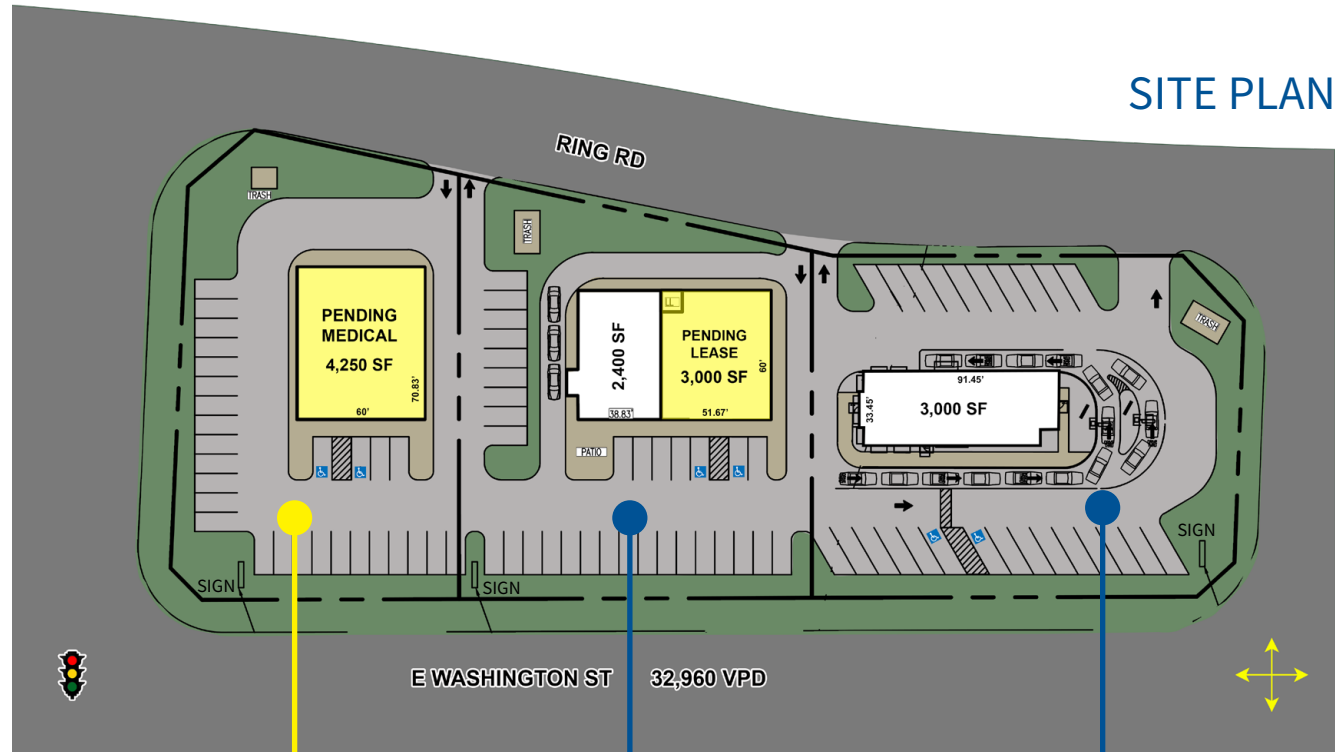 SITE PLAN
RING RD
TRASH
TRASH
TRASH
PENDING
MEDICAL
4,250 SF
70.83'
60'
2,400 SF
38.83'
PENDING
LEASE
3,000 SF
60'
51.67'
91.45'
33.45'
3,000 SF
PATIO
SIGN
SIGN
SIGN
E WASHINGTON ST 32,960 VPD